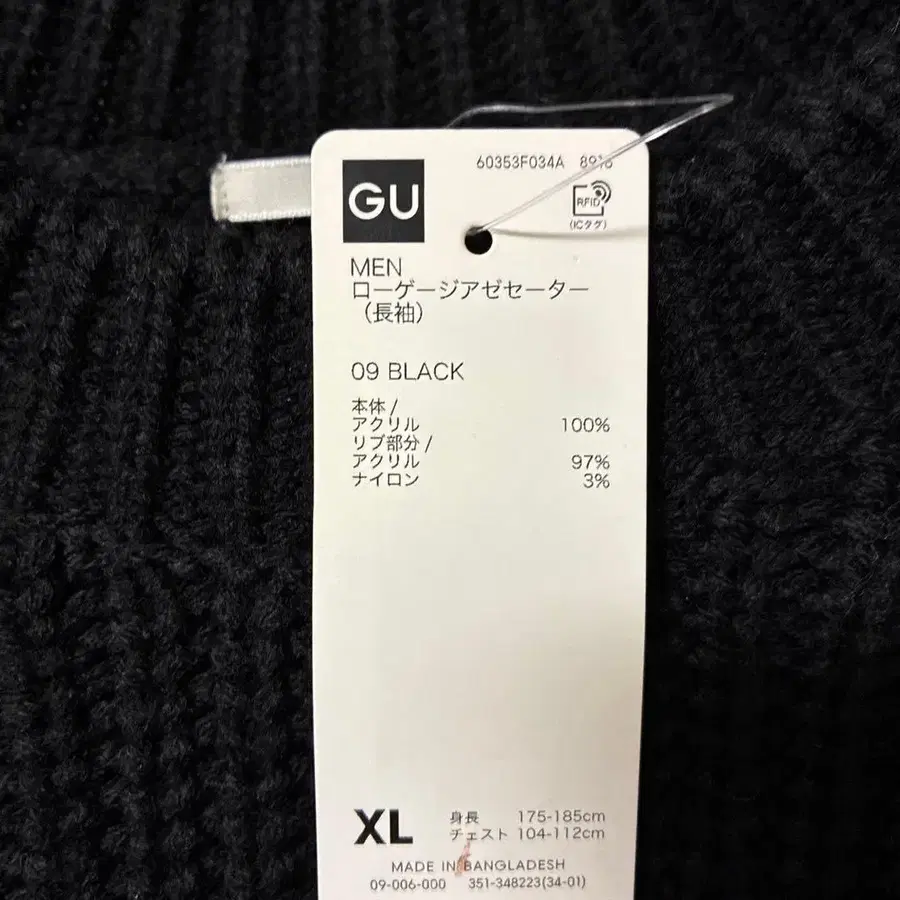 GU
60353F034A
RFID
(ICタグ)
MEN
ローゲージアゼセーター
（長袖）
09 BLACK
本体 /
アクリル 100%
リブ部分 /
アクリル 97%
ナイロン 3%
XL
身長 175-185cm
チェスト 104-112cm
MADE IN BANGLADESH
09-006-000 351-348223(34-01)